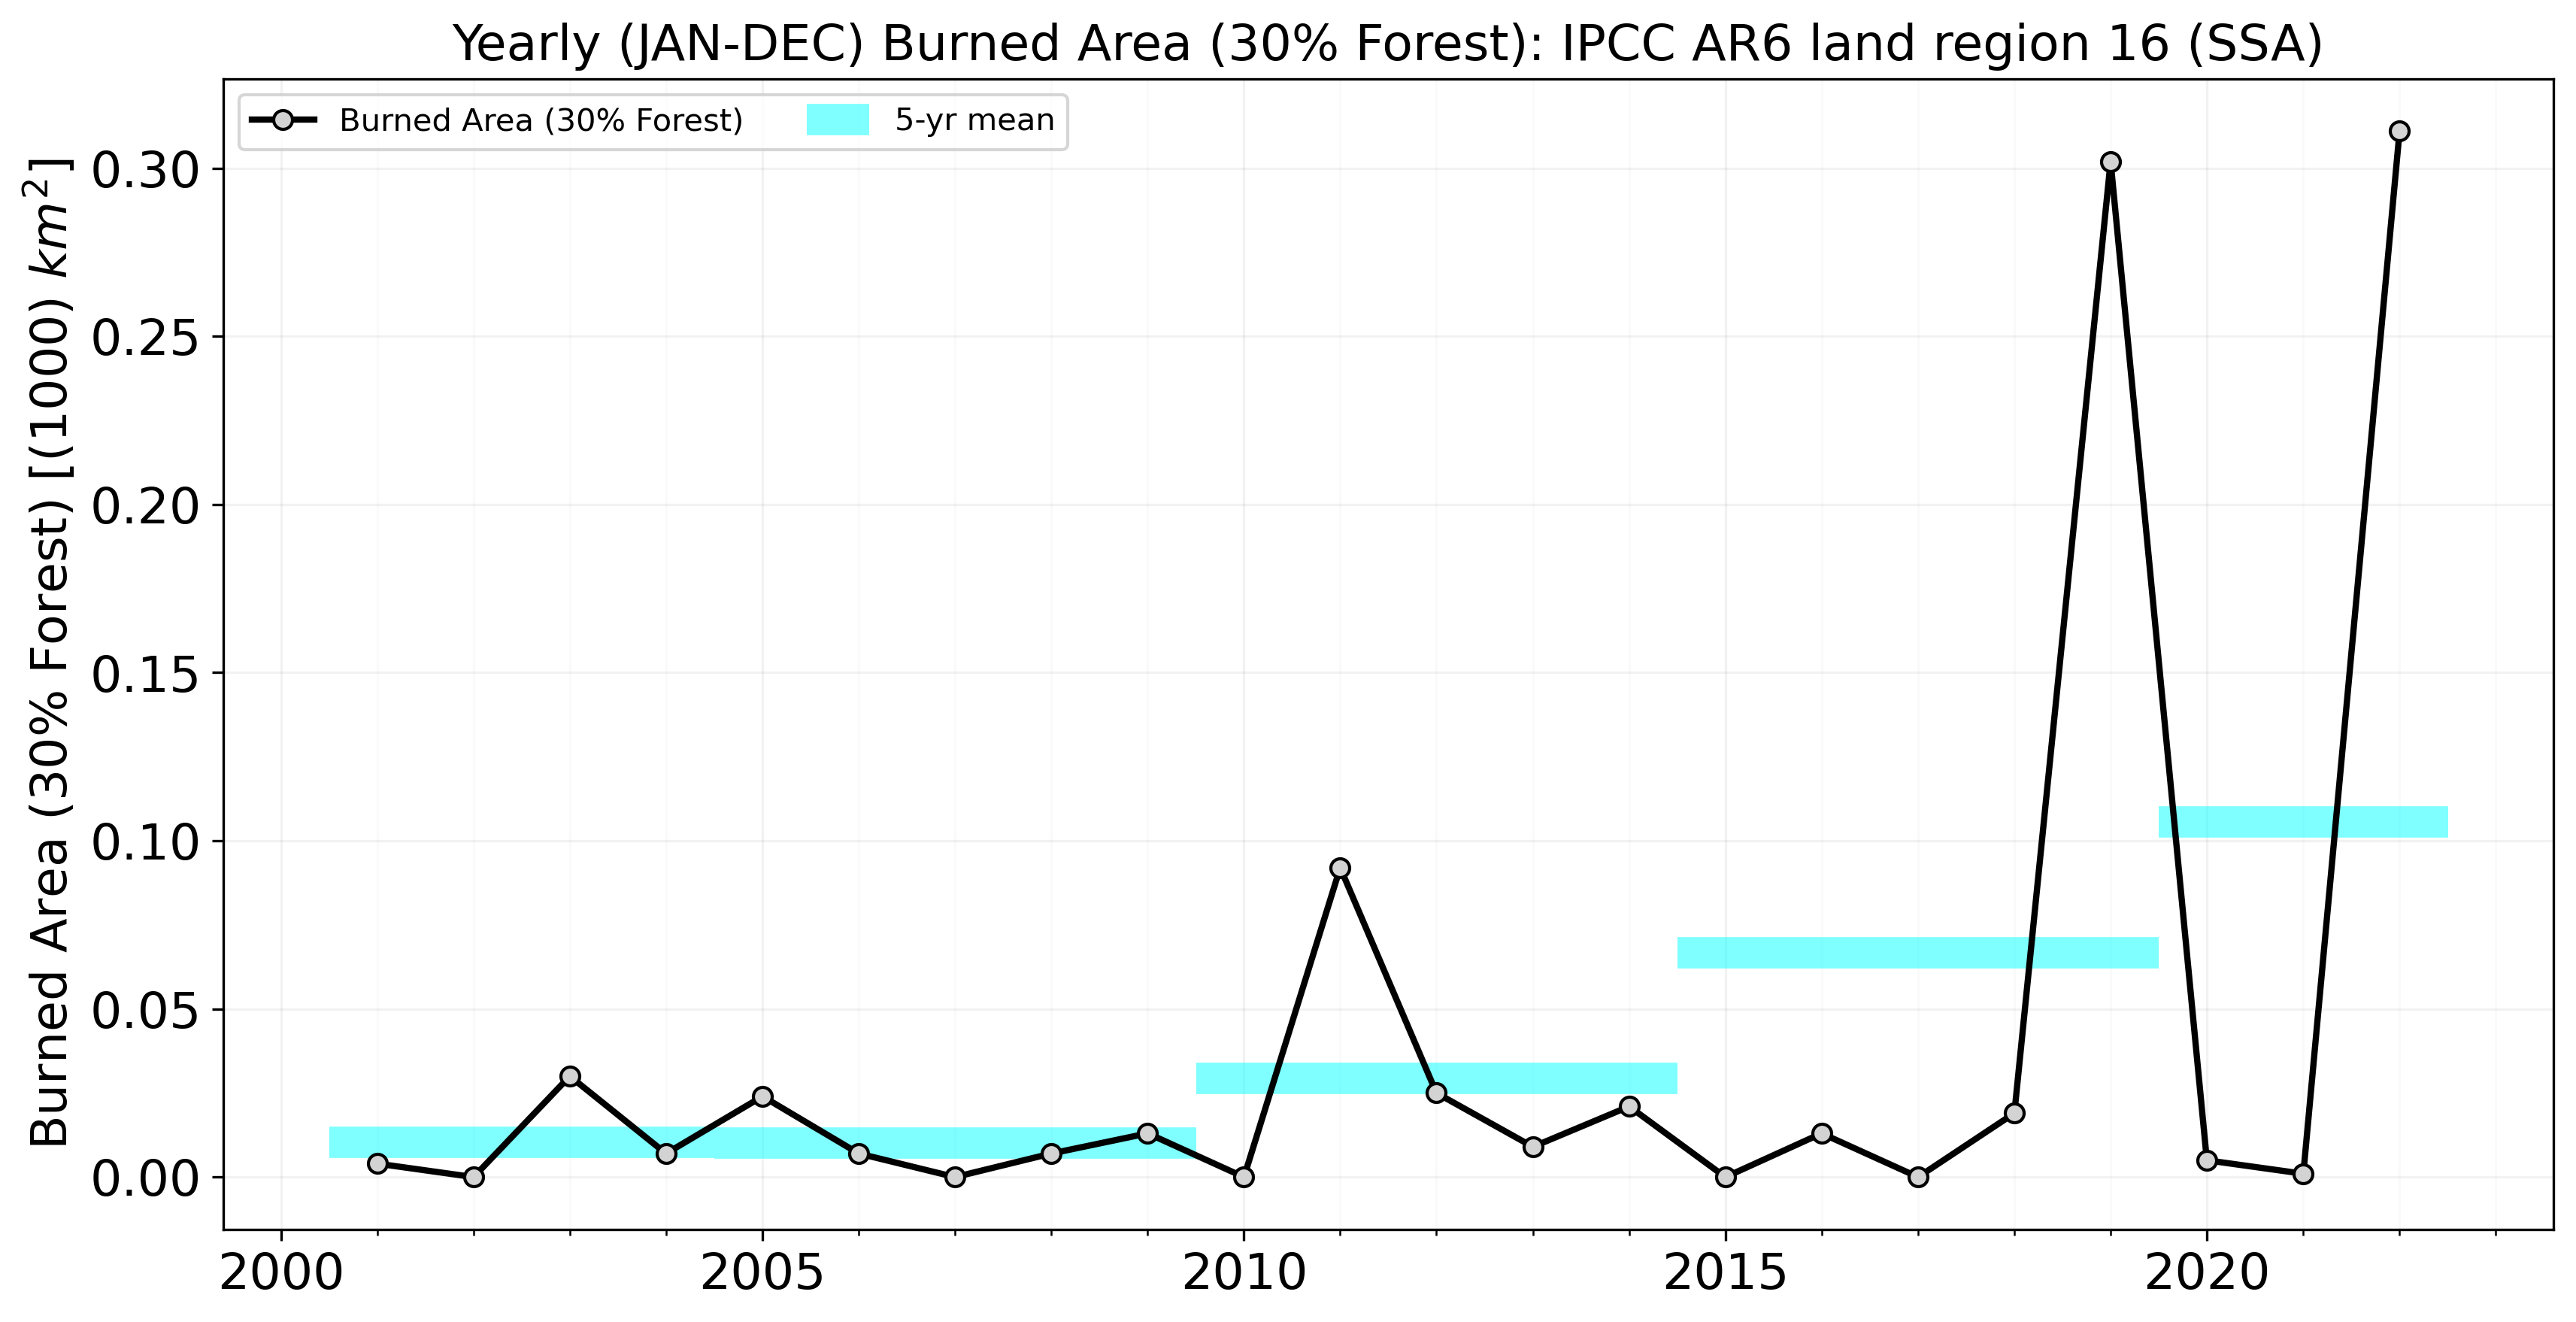 Yearly (JAN-DEC) Burned Area (30% Forest): IPCC AR6 land region 16 (SSA)
Burned Area (30% Forest) 5-yr mean
Burned Area (30% Forest) [(1000) km²]
0.30
0.25
0.20
0.15
0.10
0.05
0.00
2000 2005 2010 2015 2020